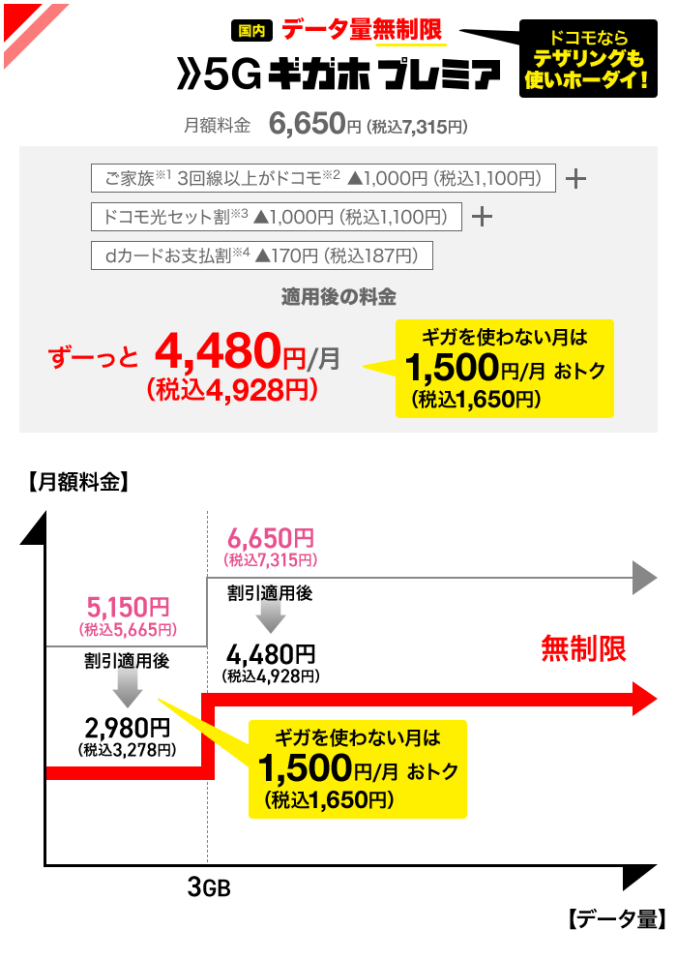 国内 データ量無制限
ドコモなら
テザリングも
使いホーダイ!
5G ギガホ プレミア
月額料金 6,650円(税込7,315円)
ご家族※1 3回線以上がドコモ※2 ▲1,000円(税込1,100円) +
ドコモ光セット割※3 ▲1,000円(税込1,100円) +
dカードお支払割※4 ▲170円(税込187円)
適用後の料金
ずーっと 4,480円/月
(税込4,928円)
ギガを使わない月は
1,500円/月 おトク
(税込1,650円)
【月額料金】
6,650円
(税込7,315円)
5,150円
(税込5,665円)
割引適用後
4,480円
(税込4,928円)
無制限
割引適用後
2,980円
(税込3,278円)
ギガを使わない月は
1,500円/月 おトク
(税込1,650円)
3GB
【データ量】